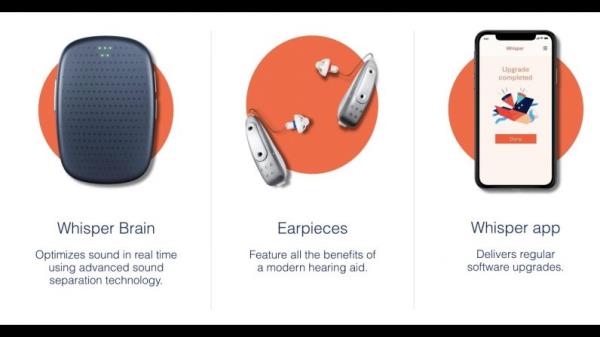 Whisper Brain
Optimizes sound in real time
using advanced sound
separation technology.
Earpieces
Feature all the benefits of
a modern hearing aid.
Whisper
Upgrade
completed
Done
Whisper app
Delivers regular
software upgrades.